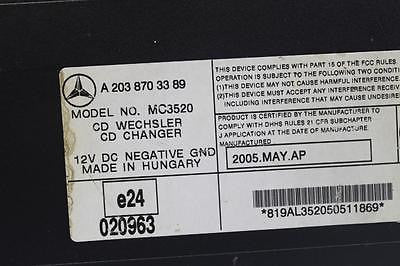 A 203 870 33 89
MODEL NO. MC3520
CD WECHSLER
CD CHANGER
12V DC NEGATIVE GND
MADE IN HUNGARY
e24
020963
THIS DEVICE COMPLIES WITH PART 15 OF THE FCC RULES
OPERATION IS SUBJECT TO THE FOLLOWING TWO CONDITI
(1)THIS DEVICE MAY NOT CAUSE HARMFUL INTERFERENCE
(2)THIS DEVICE MUST ACCEPT ANY INTERFERENCE
INCLUDING INTERFERENCE THAT MAY CAUSE UNDESIRED
PRODUCT IS CERTIFIED BY THE MANUFACTURER TO
COMPLY WITH DHHS RULES 21 CFR SUBCHAPTER
J APPLICATION AT THE DATE OF MANUFACTURE
MANUFACTURED
2005.MAY.AP
*819AL352050511869*